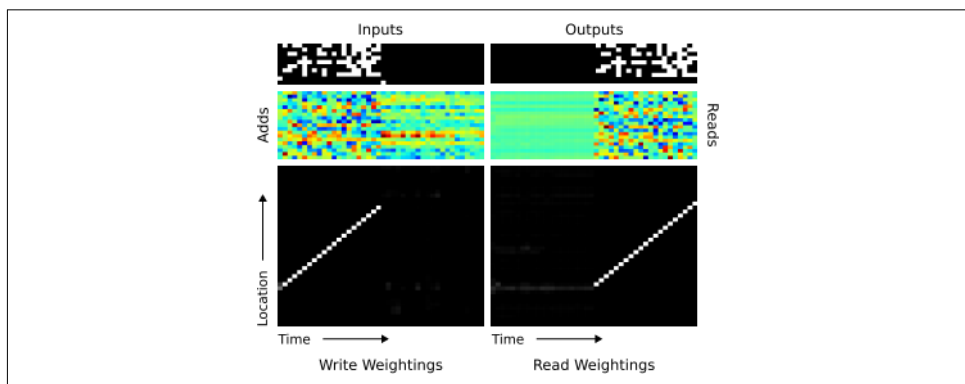 Inputs
Outputs
Adds
Reads
Location
Time
Time
Write Weightings
Read Weightings